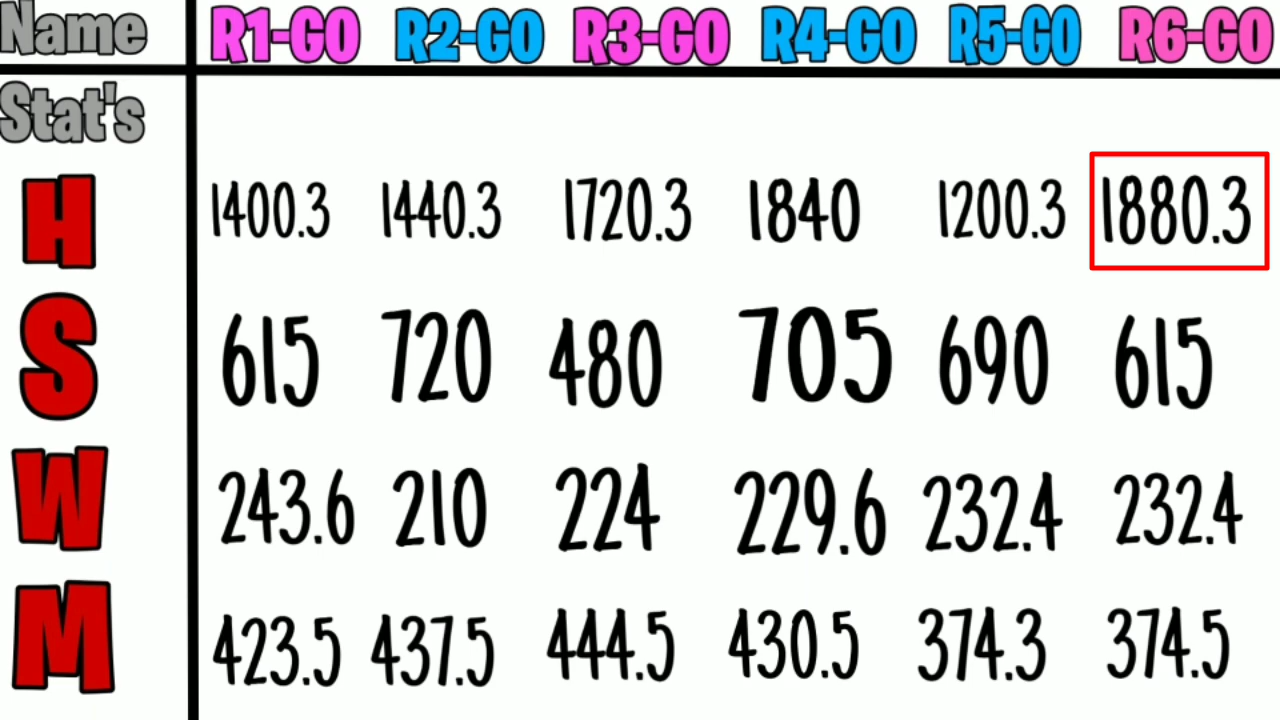 Name R1-GO R2-GO R3-GO R4-GO R5-GO R6-GO
Stat's
H 1400.3 1440.3 1720.3 1840 1200.3 1880.3
S 615 720 480 705 690 615
W 243.6 210 224 229.6 232.4 232.4
M 423.5 437.5 444.5 430.5 374.3 374.5